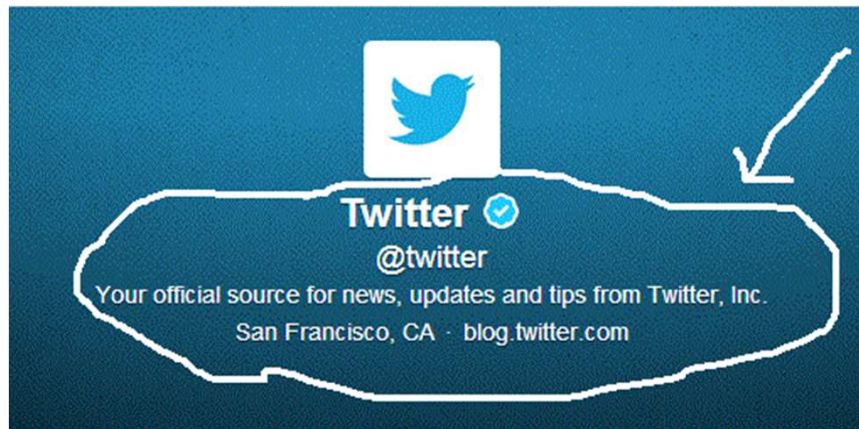 Twitter
@twitter
Your official source for news, updates and tips from Twitter, Inc.
San Francisco, CA · blog.twitter.com